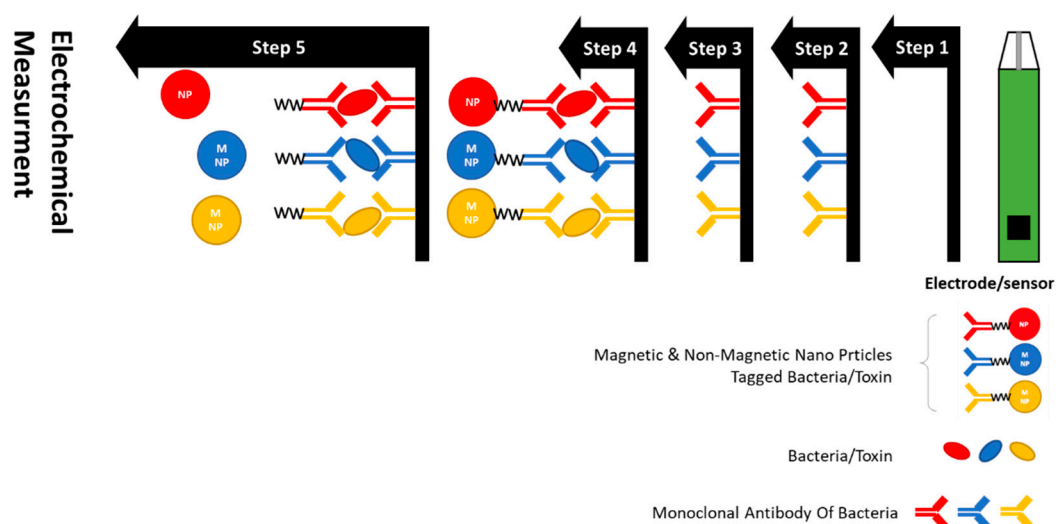 Electrochemical
Measurment
Step 5
Step 4
Step 3
Step 2
Step 1
NP
M
NP
M
NP
NP
M
NP
M
NP
Electrode/sensor
Magnetic & Non-Magnetic Nano Prticles
Tagged Bacteria/Toxin
NP
M
NP
M
NP
Bacteria/Toxin
Monoclonal Antibody Of Bacteria